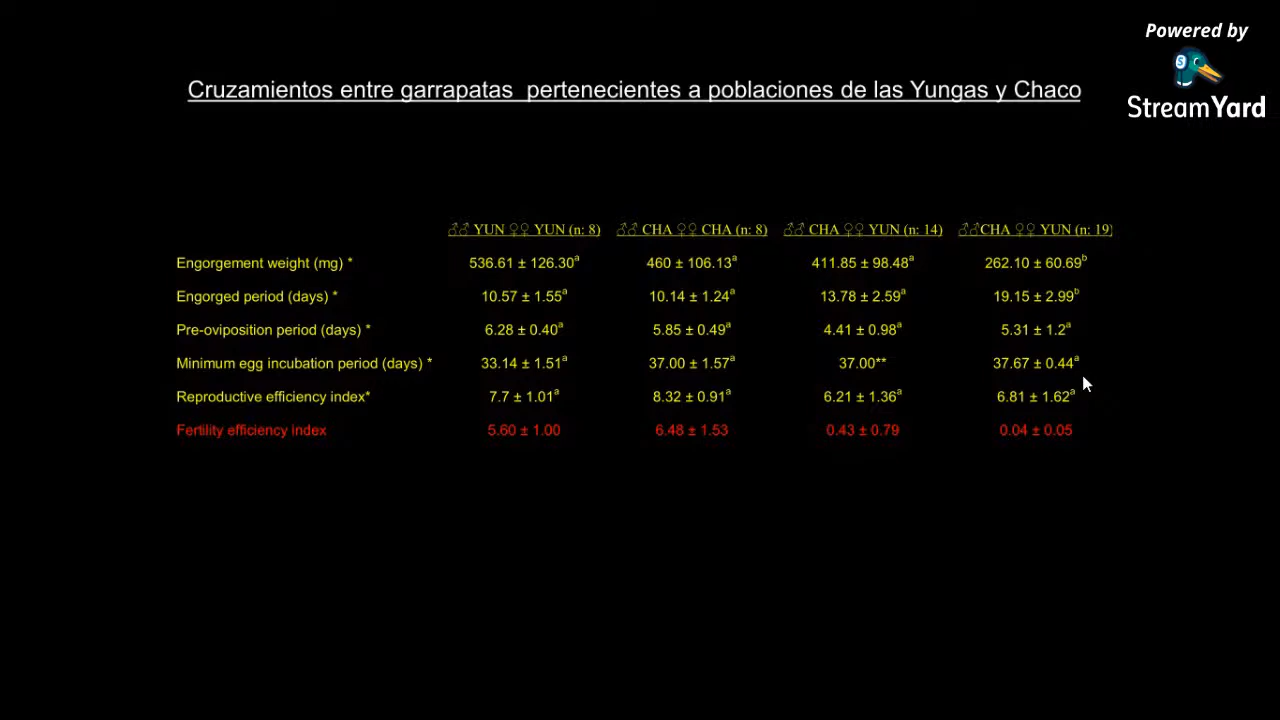 Powered by
StreamYard
Cruzamientos entre garrapatas pertenecientes a poblaciones de las Yungas y Chaco
♂♂ YUN ♀♀ YUN (n: 8) ♂♂ CHA ♀♀ CHA (n: 8) ♂♂ CHA ♀♀ YUN (n: 14) ♂♂CHA ♀♀ YUN (n: 19)
Engorgement weight (mg) * 536.61 ± 126.30ᵃ 460 ± 106.13ᵃ 411.85 ± 98.48ᵃ 262.10 ± 60.69ᵇ
Engorged period (days) * 10.57 ± 1.55ᵃ 10.14 ± 1.24ᵃ 13.78 ± 2.59ᵃ 19.15 ± 2.99ᵇ
Pre-oviposition period (days) * 6.28 ± 0.40ᵃ 5.85 ± 0.49ᵃ 4.41 ± 0.98ᵃ 5.31 ± 1.2ᵃ
Minimum egg incubation period (days) * 33.14 ± 1.51ᵃ 37.00 ± 1.57ᵃ 37.00** 37.67 ± 0.44ᵃ
Reproductive efficiency index* 7.7 ± 1.01ᵃ 8.32 ± 0.91ᵃ 6.21 ± 1.36ᵃ 6.81 ± 1.62ᵃ
Fertility efficiency index 5.60 ± 1.00 6.48 ± 1.53 0.43 ± 0.79 0.04 ± 0.05